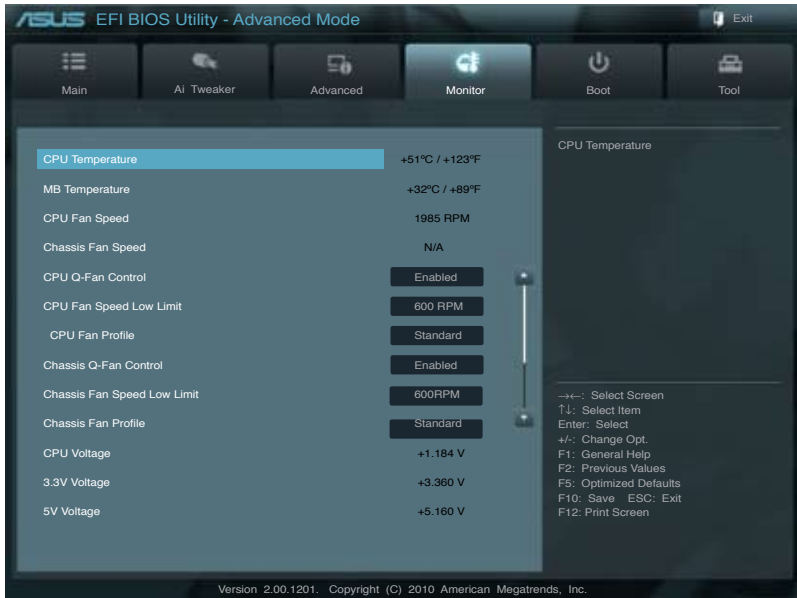 ASUS EFI BIOS Utility - Advanced Mode
Exit
Main
Ai Tweaker
Advanced
Monitor
Boot
Tool
CPU Temperature +51ºC / +123ºF
MB Temperature +32ºC / +89ºF
CPU Fan Speed 1985 RPM
Chassis Fan Speed N/A
CPU Q-Fan Control Enabled
CPU Fan Speed Low Limit 600 RPM
CPU Fan Profile Standard
Chassis Q-Fan Control Enabled
Chassis Fan Speed Low Limit 600RPM
Chassis Fan Profile Standard
CPU Voltage +1.184 V
3.3V Voltage +3.360 V
5V Voltage +5.160 V
CPU Temperature
→←: Select Screen
↑↓: Select Item
Enter: Select
+/-: Change Opt.
F1: General Help
F2: Previous Values
F5: Optimized Defaults
F10: Save ESC: Exit
F12: Print Screen
Version 2.00.1201. Copyright (C) 2010 American Megatrends, Inc.